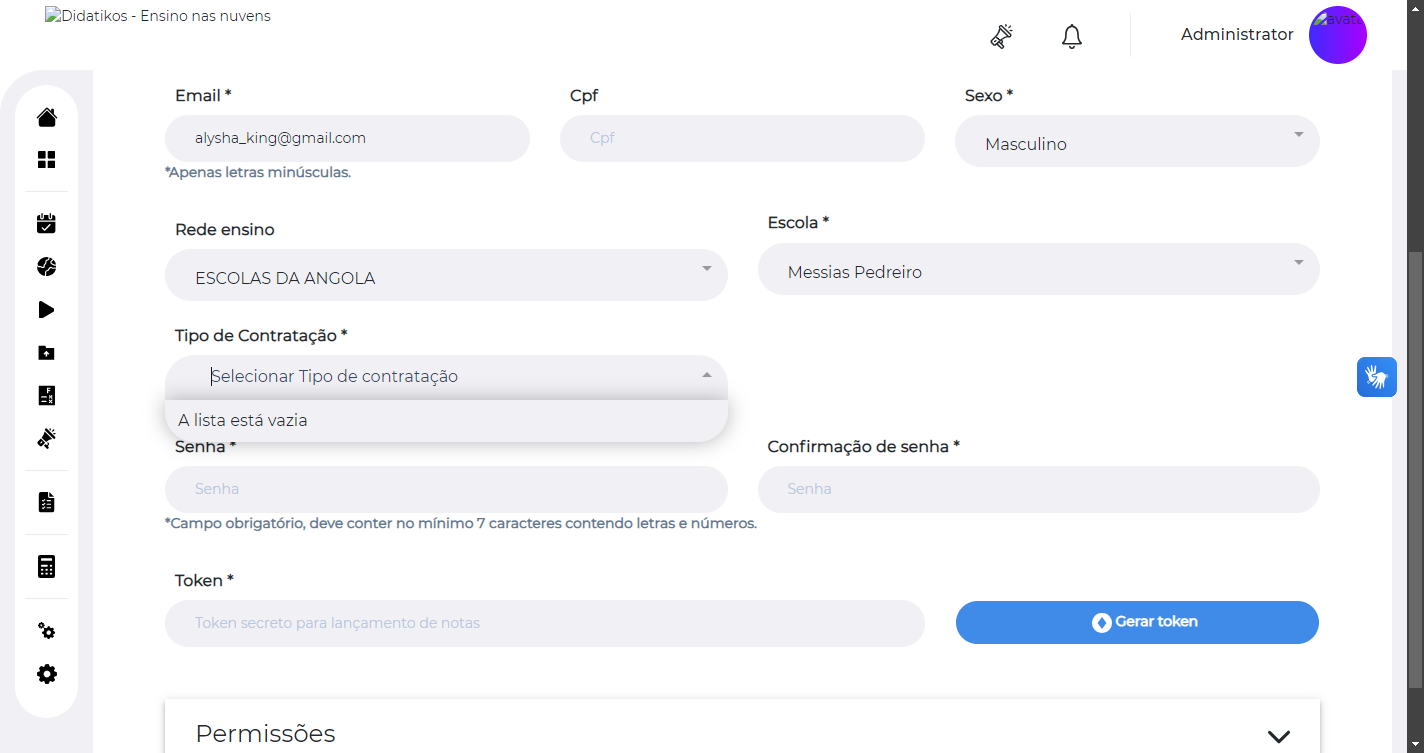 Didatikos - Ensino nas nuvens
Administrator
Email *
Cpf
Sexo *
alysha_king@gmail.com
Cpf
Masculino
*Apenas letras minúsculas.
Rede ensino
Escola *
ESCOLAS DA ANGOLA
Messias Pedreiro
Tipo de Contratação *
Selecionar Tipo de contratação
A lista está vazia
Senha *
Confirmação de senha *
Senha
Senha
*Campo obrigatório, deve conter no mínimo 7 caracteres contendo letras e números.
Token *
Token secreto para lançamento de notas
Gerar token
Permissões